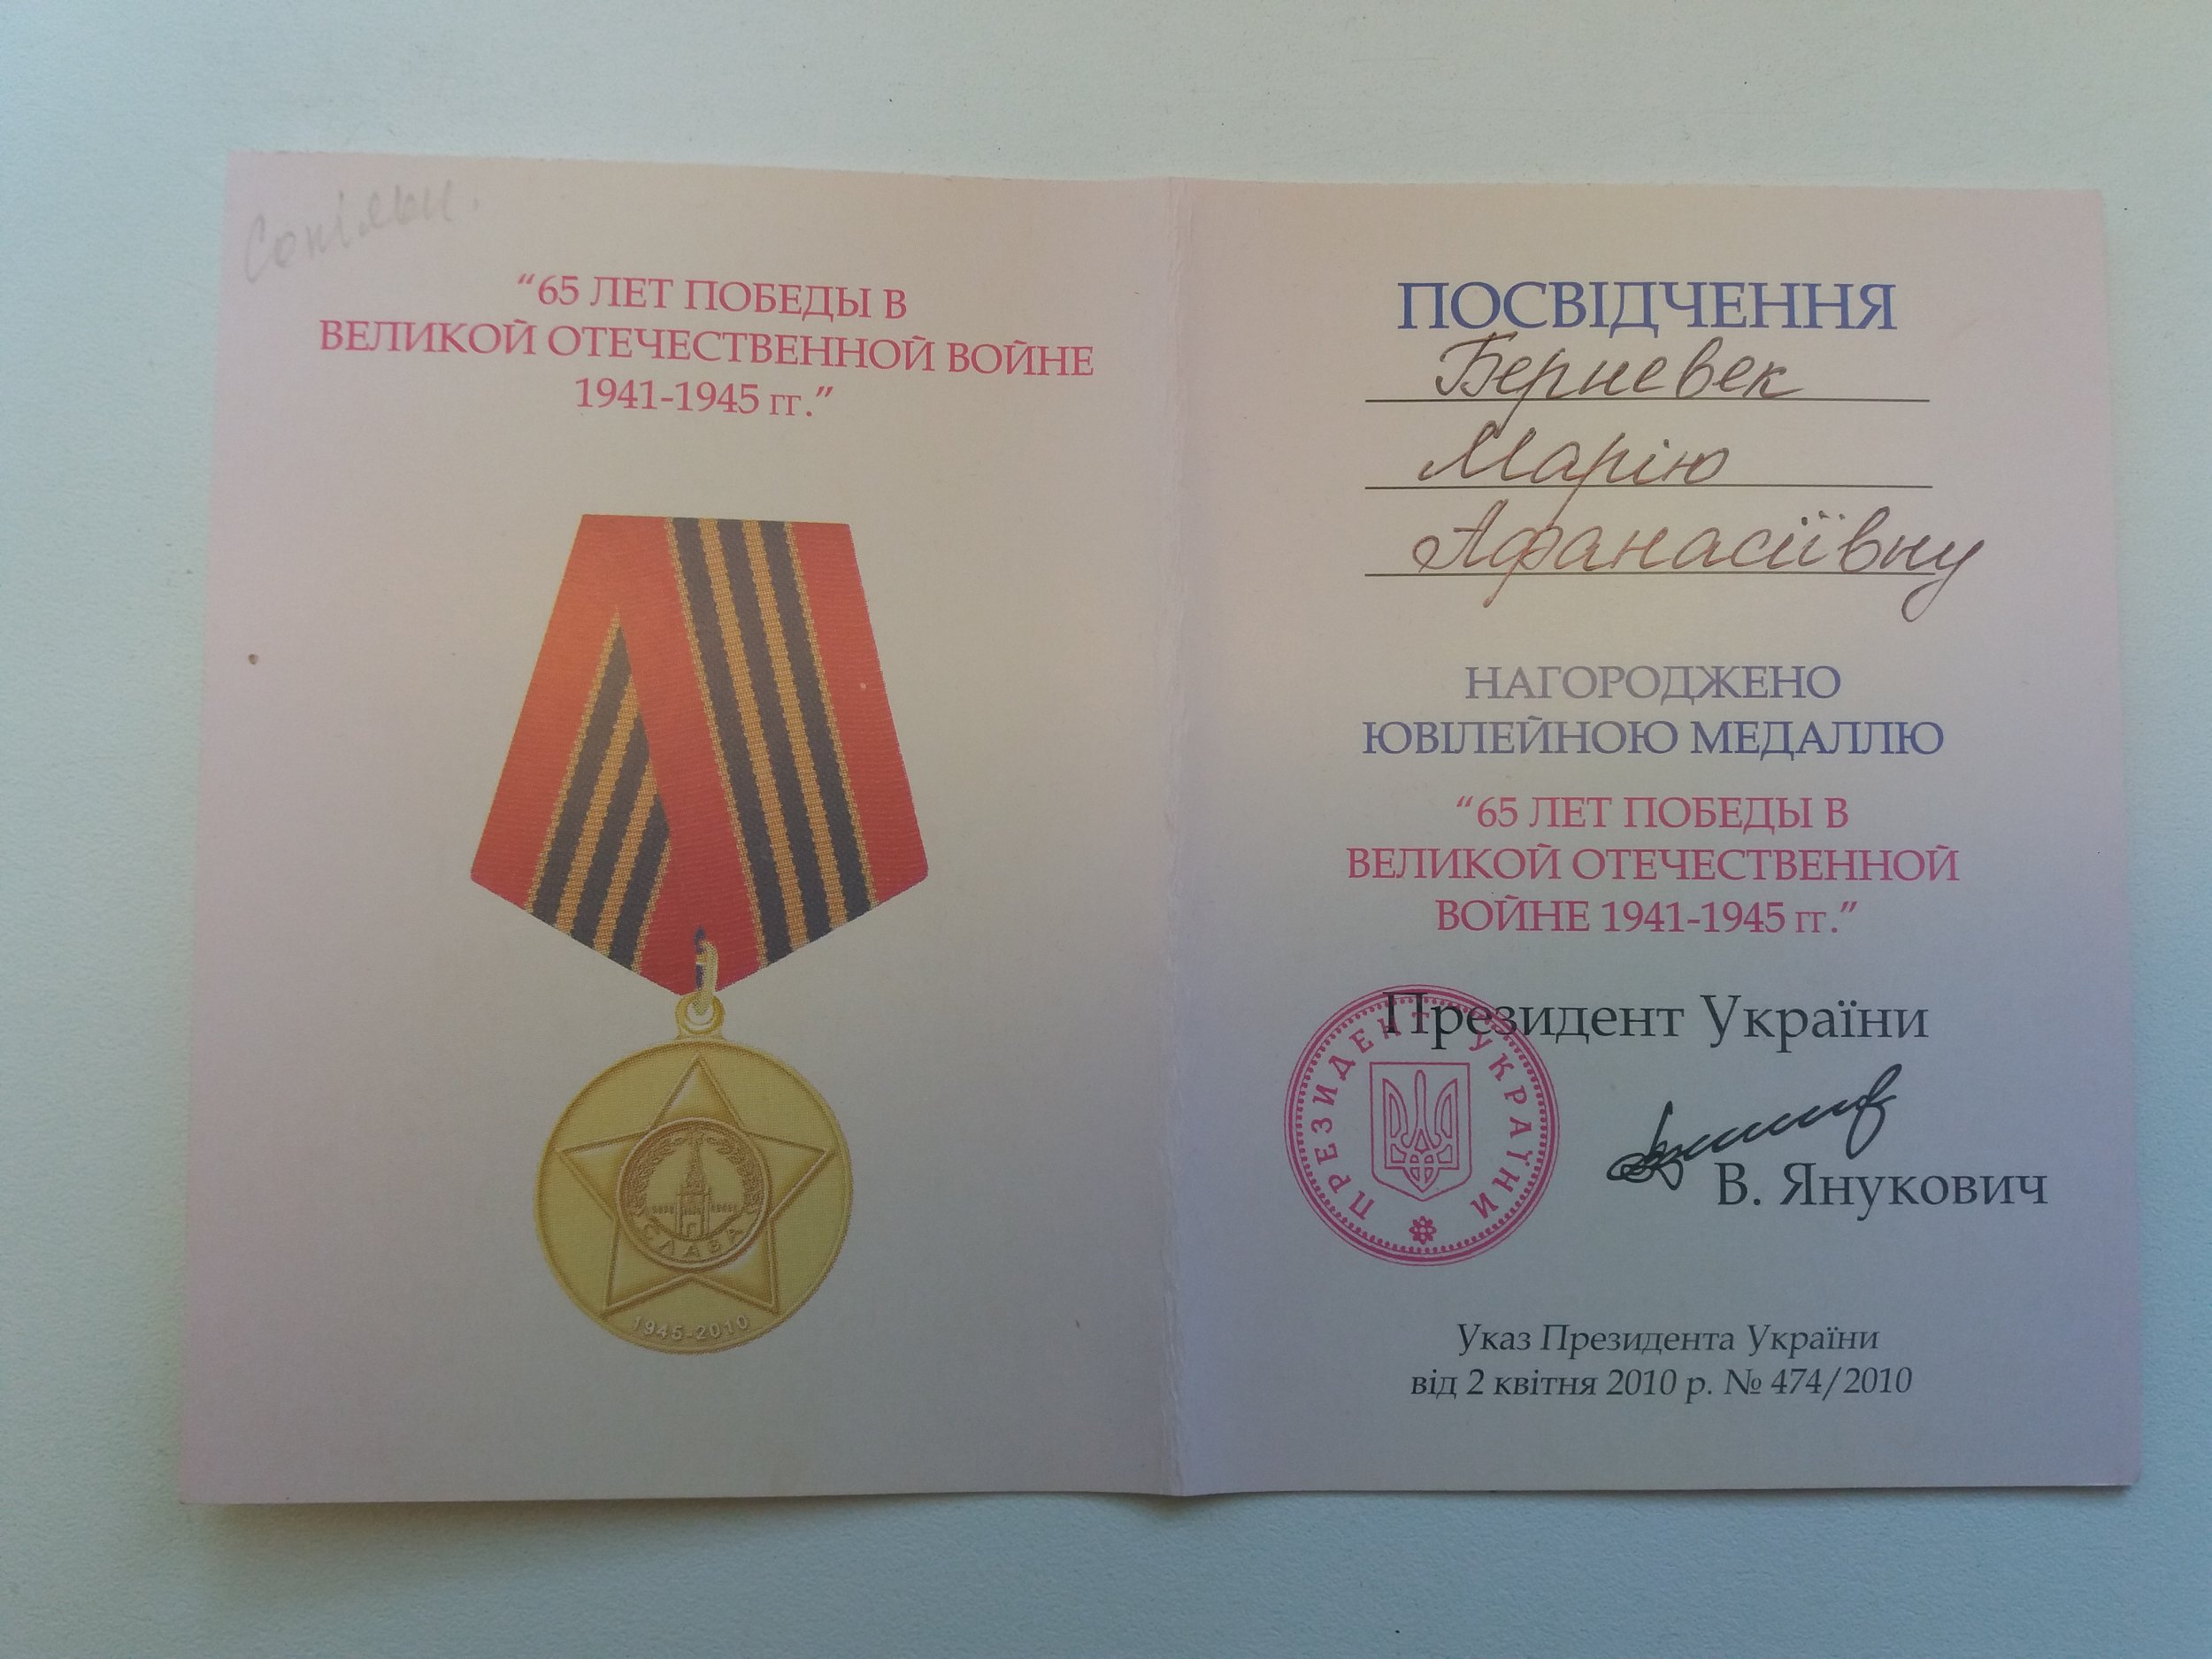 Сопільн.
"65 ЛЕТ ПОБЕДЫ В
ВЕЛИКОЙ ОТЕЧЕСТВЕННОЙ ВОЙНЕ
1941-1945 гг."
СЛАВА
1945-2010
ПОСВІДЧЕННЯ
Берневек
Марію
Афанасіївну
НАГОРОДЖЕНО
ЮВІЛЕЙНОЮ МЕДАЛЛЮ
"65 ЛЕТ ПОБЕДЫ В
ВЕЛИКОЙ ОТЕЧЕСТВЕННОЙ
ВОЙНЕ 1941-1945 гг."
Президент України
ПРЕЗИДЕНТ УКРАЇНИ
В. Янукович
Указ Президента України
від 2 квітня 2010 р. № 474/2010